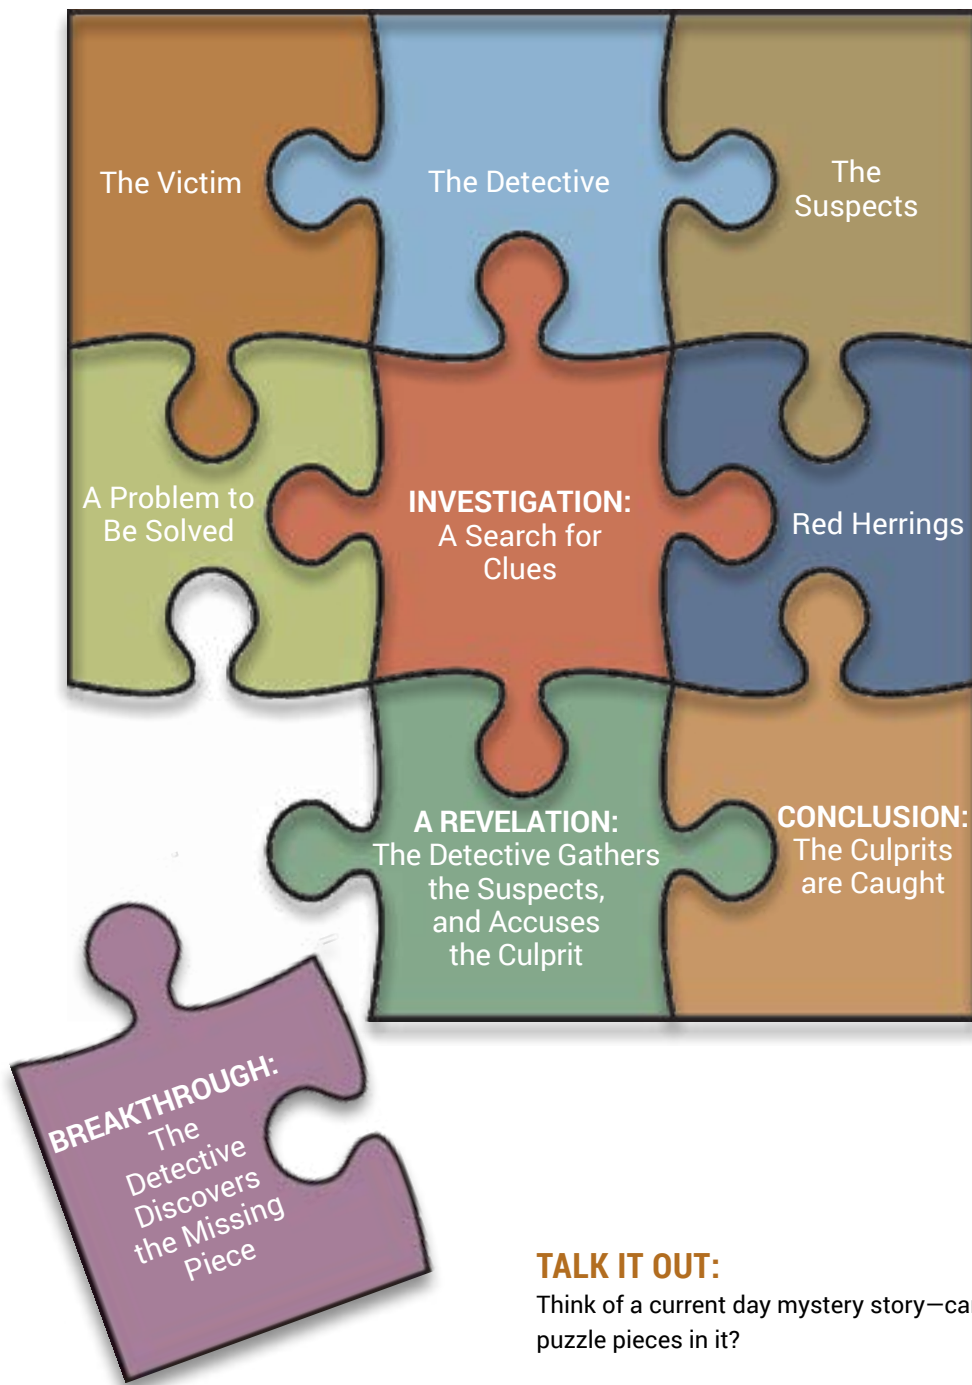 The Victim
The Detective
The
Suspects
A Problem to
Be Solved
INVESTIGATION:
A Search for
Clues
Red Herrings
A REVELATION:
The Detective Gathers
the Suspects,
and Accuses
the Culprit
CONCLUSION:
The Culprits
are Caught
BREAKTHROUGH:
The
Detective
Discovers
the Missing
Piece
TALK IT OUT:
Think of a current day mystery story—
puzzle pieces in it?